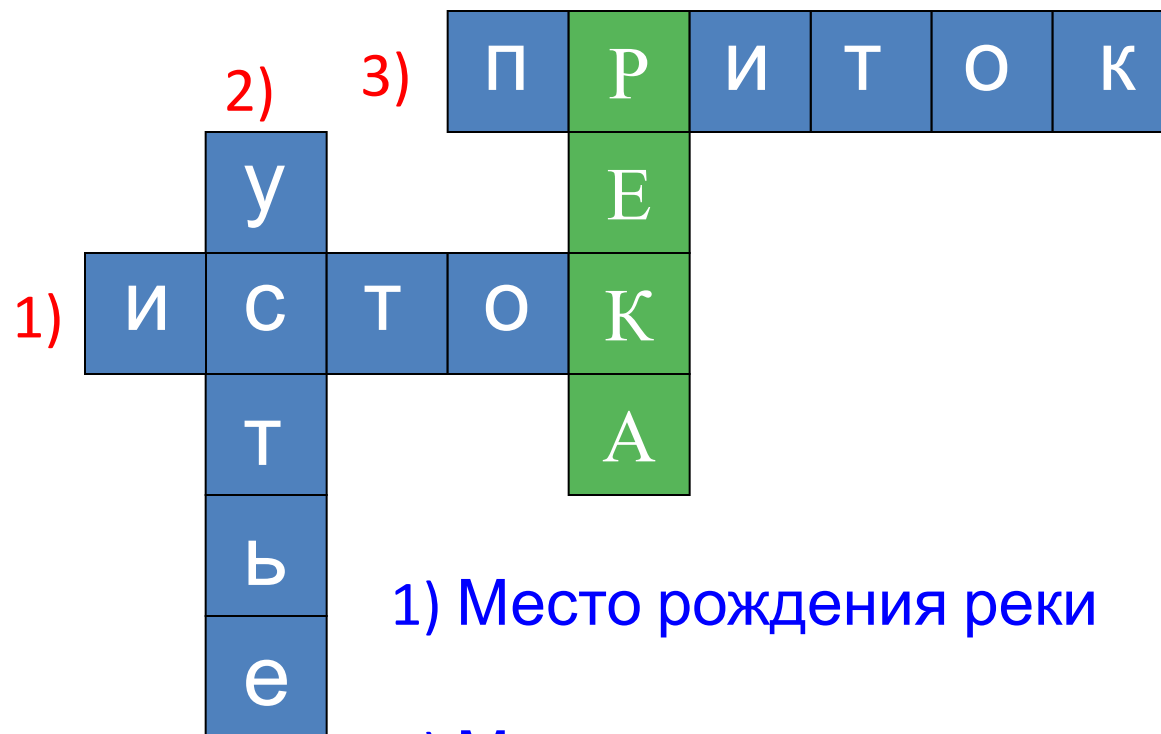 3) п Р и т о к
2)
у
Е
1) и с т о К
т А
ь
1) Место рождения реки
е